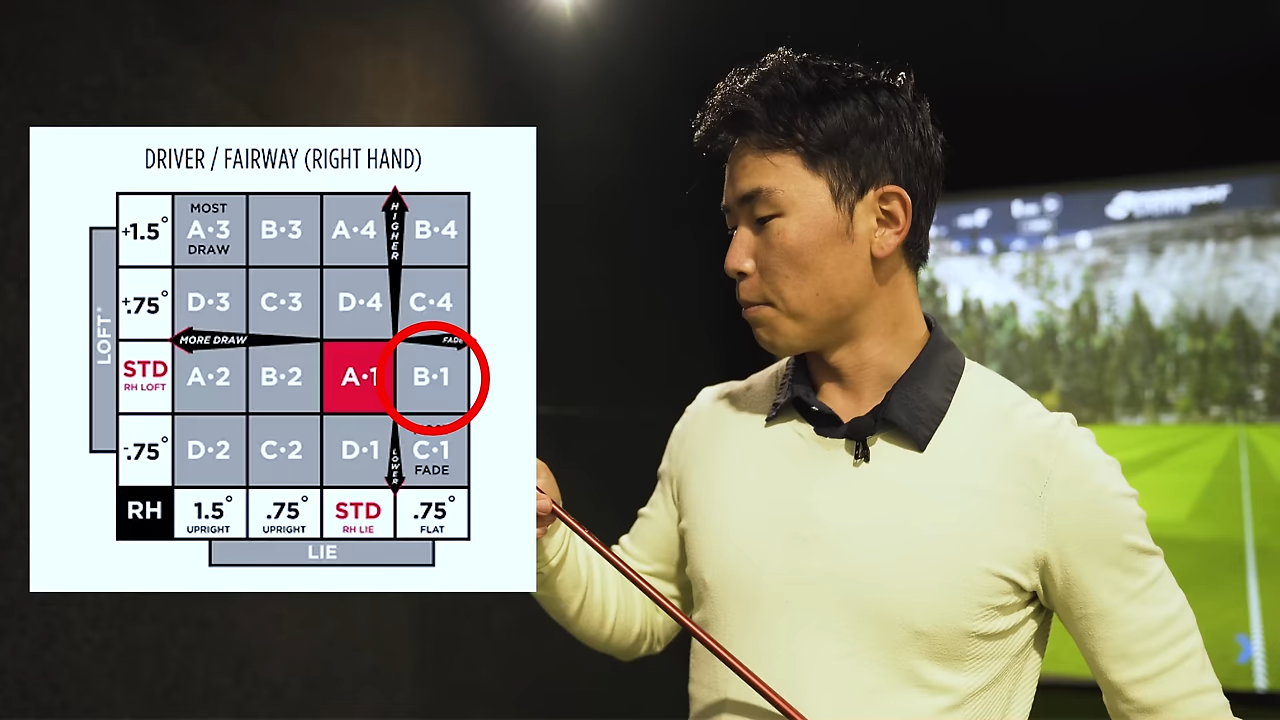 DRIVER / FAIRWAY (RIGHT HAND)
+1.5°
MOST
A·3
DRAW
B·3
A·4
HIGHER
B·4
+.75°
D·3
C·3
D·4
C·4
LOFT°
MORE DRAW
FADE
STD
RH LOFT
A·2
B·2
A·1
B·1
-.75°
D·2
C·2
D·1
LOWER
C·1
FADE
RH
1.5°
UPRIGHT
.75°
UPRIGHT
STD
RH LIE
.75°
FLAT
LIE